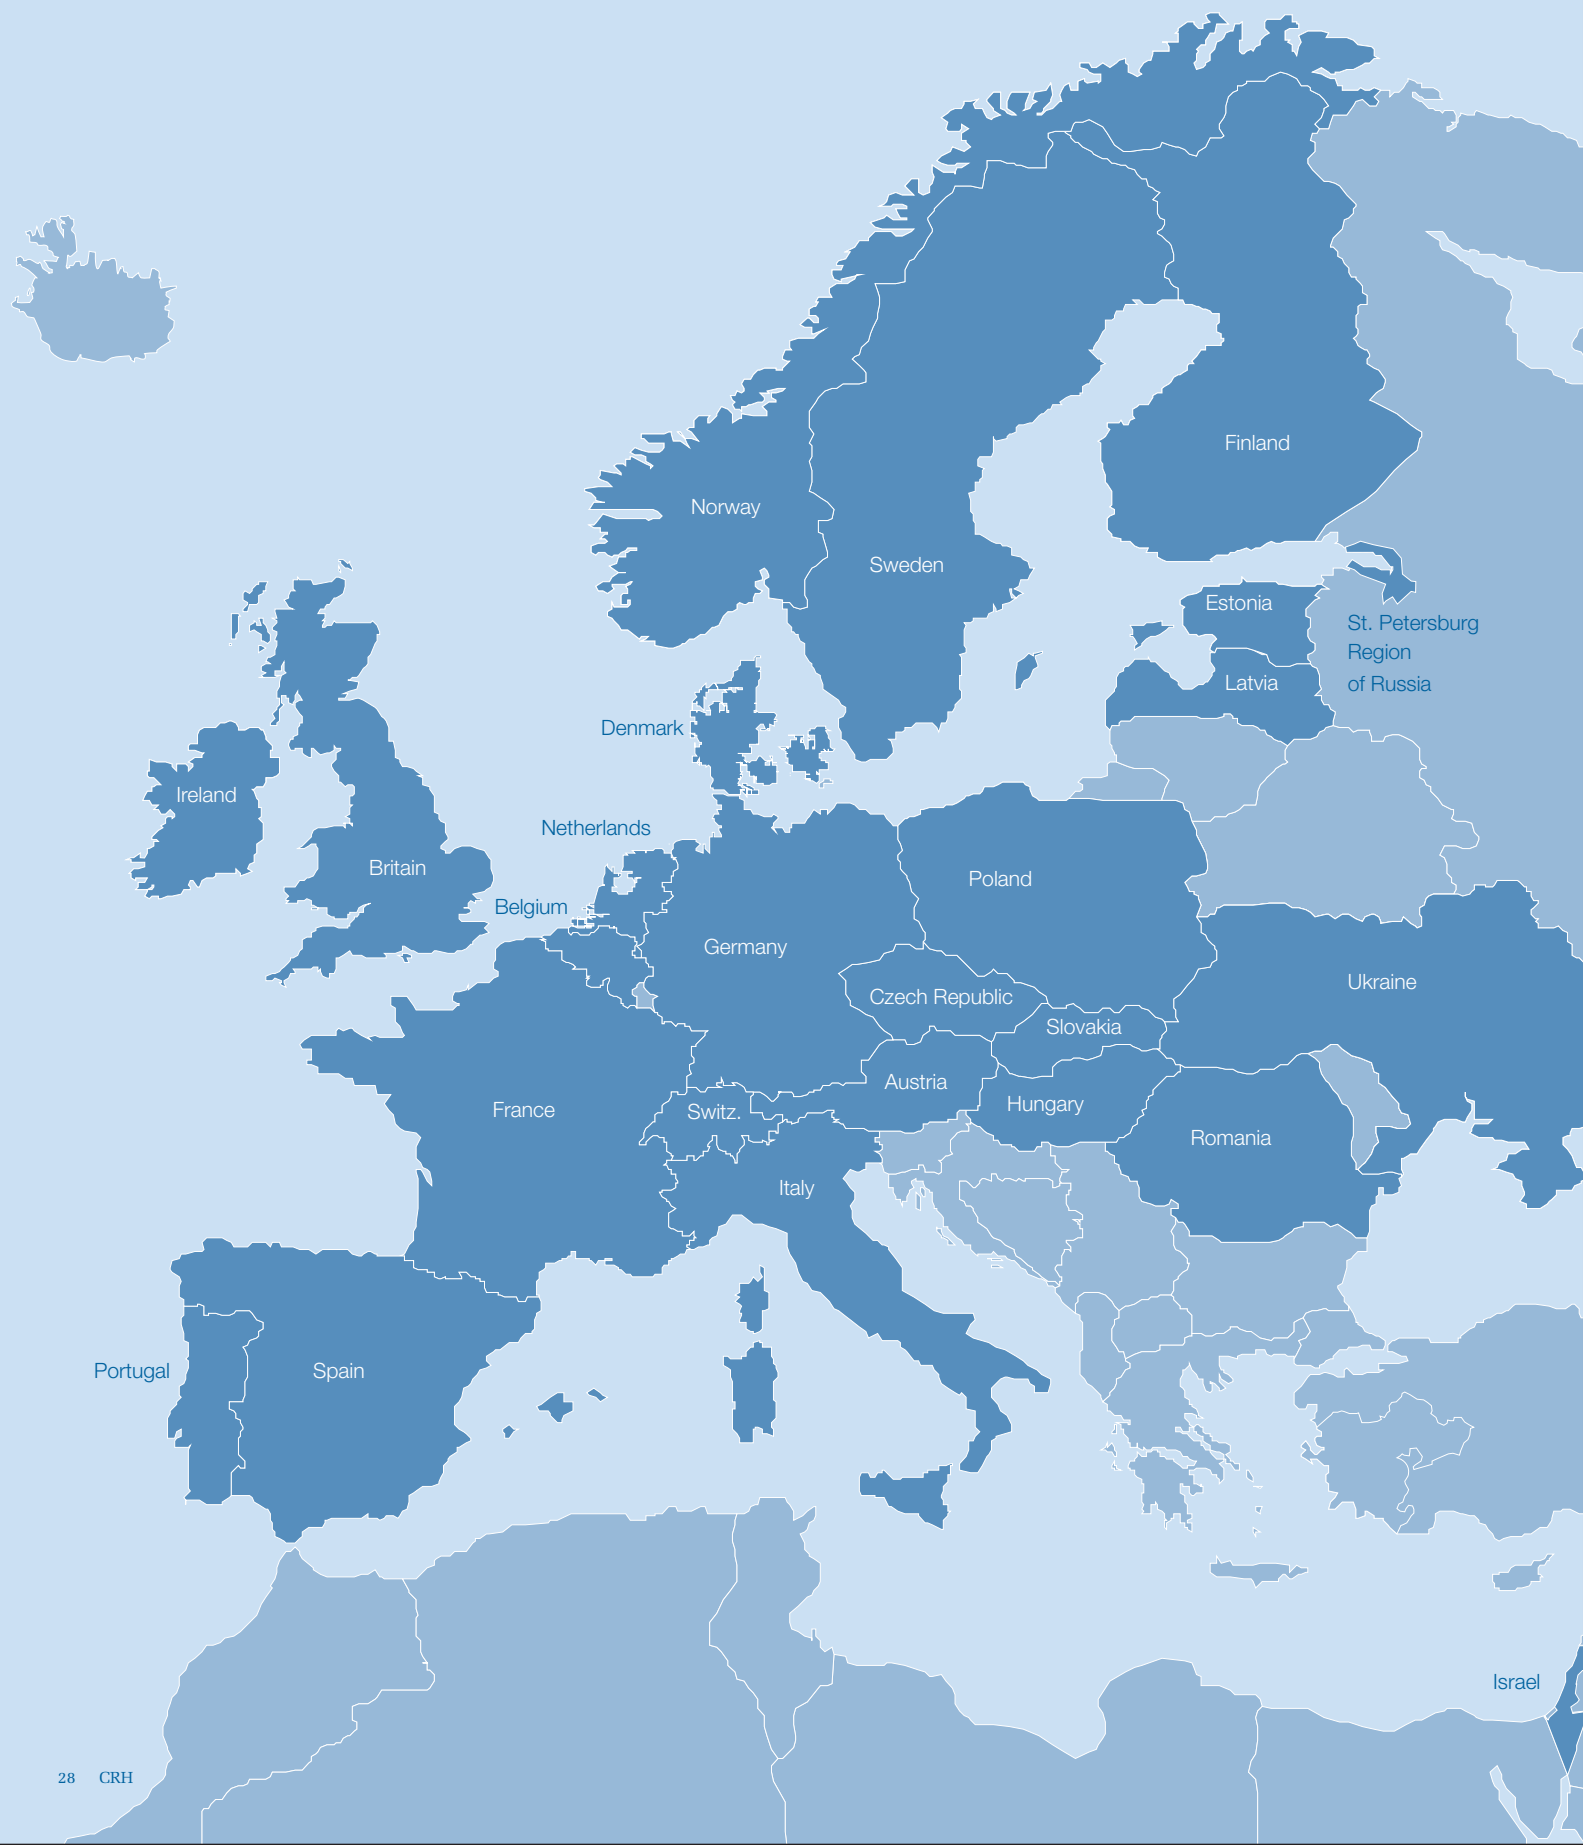 Finland
Norway
Sweden
Estonia
St. Petersburg
Region
of Russia
Latvia
Denmark
Ireland
Netherlands
Britain
Poland
Belgium
Germany
Ukraine
Czech Republic
Slovakia
Austria
Hungary
France
Switz.
Romania
Italy
Portugal
Spain
Israel
28 CRH